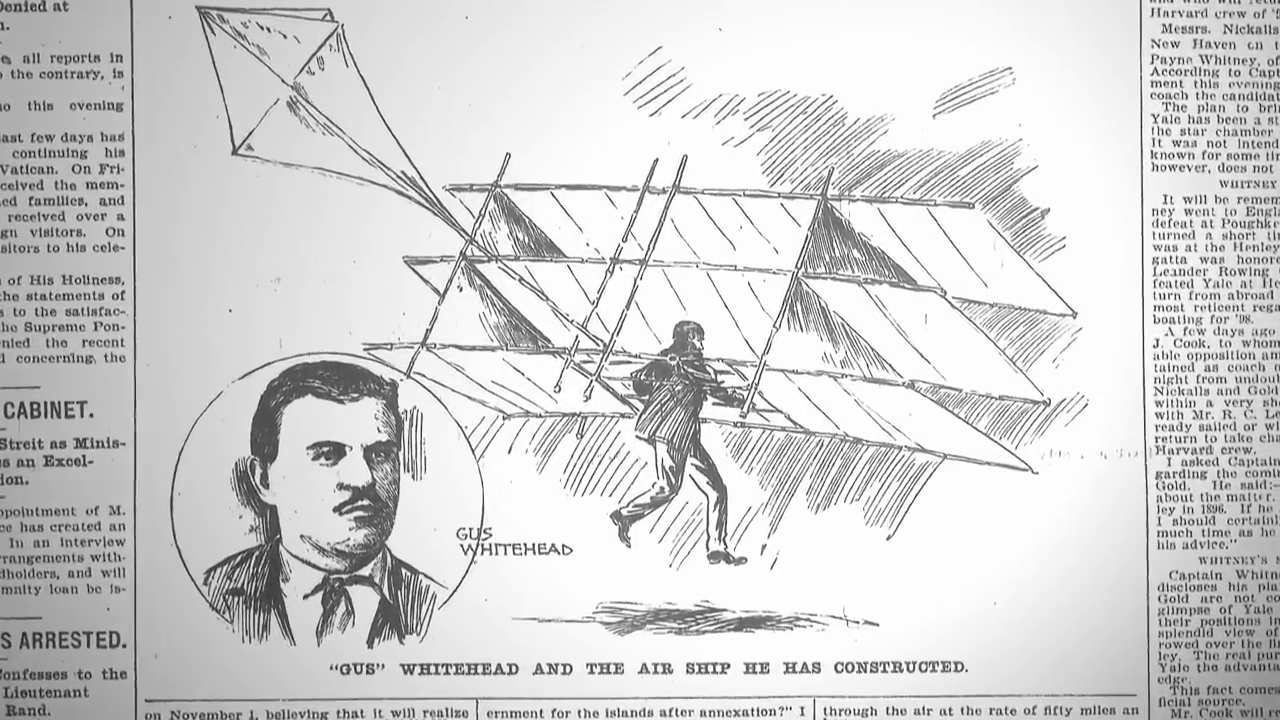 Denied at
all reports in
the contrary, is
this evening
last few days has
continuing his
Vatican. On Fri-
ceived the mem-
families, and
received over a
gn visitors. On
sitors to his cele-
of His Holiness,
the statements of
s to the satisfac-
the Supreme Pon-
enied the recent
concerning, the
CABINET.
Streit as Minis-
as an Excel-
ion.
ppointment of M.
ce has created an
In an interview
rrangements with-
dholders, and will
mnity loan be is-
S ARRESTED.
Confesses to the
Lieutenant
Rand.
GUS
WHITEHEAD
"GUS" WHITEHEAD AND THE AIR SHIP HE HAS CONSTRUCTED.
on November 1, believing that it will realize
ernment for the islands after annexation?" I
through the air at the rate of fifty miles an
Harvard crew of '9
Messrs. Nickalls
New Haven on
Payne Whitney, of
According to Capt
ment this evening
coach the candidat
The plan to bri
Yale has been a st
the star chamber
It was not intend
known for some ti
however, does not
WHITNEY
It will be remem
ney went to Engl
defeat at Poughke
turned a short ti
was at the Henley
gatta was honore
Leander Rowing
feated Yale at He
turn from abroad
most reticent rega
boating for '98.
A few days ago
J. Cook, to whom
able opposition an
tained as coach
night from undou
Nickalls and Gold
within a very sh
with Mr. R. C. Le
ready sailed or wi
return to take cha
Harvard crew.
I asked Captain
garding the comi
Gold. He said:—
about the matter.
ley in 1896. If he
I should certainl
much time as he
his advice."
WHITNEY'S
Captain Whitne
discloses his pla
Gold are not co
glimpse of Yale
their positions in
splendid view of
rowed over the
ley. The real pur
Yale the advanta
edge.
This fact comes
ficial source.
Mr. Cook will re